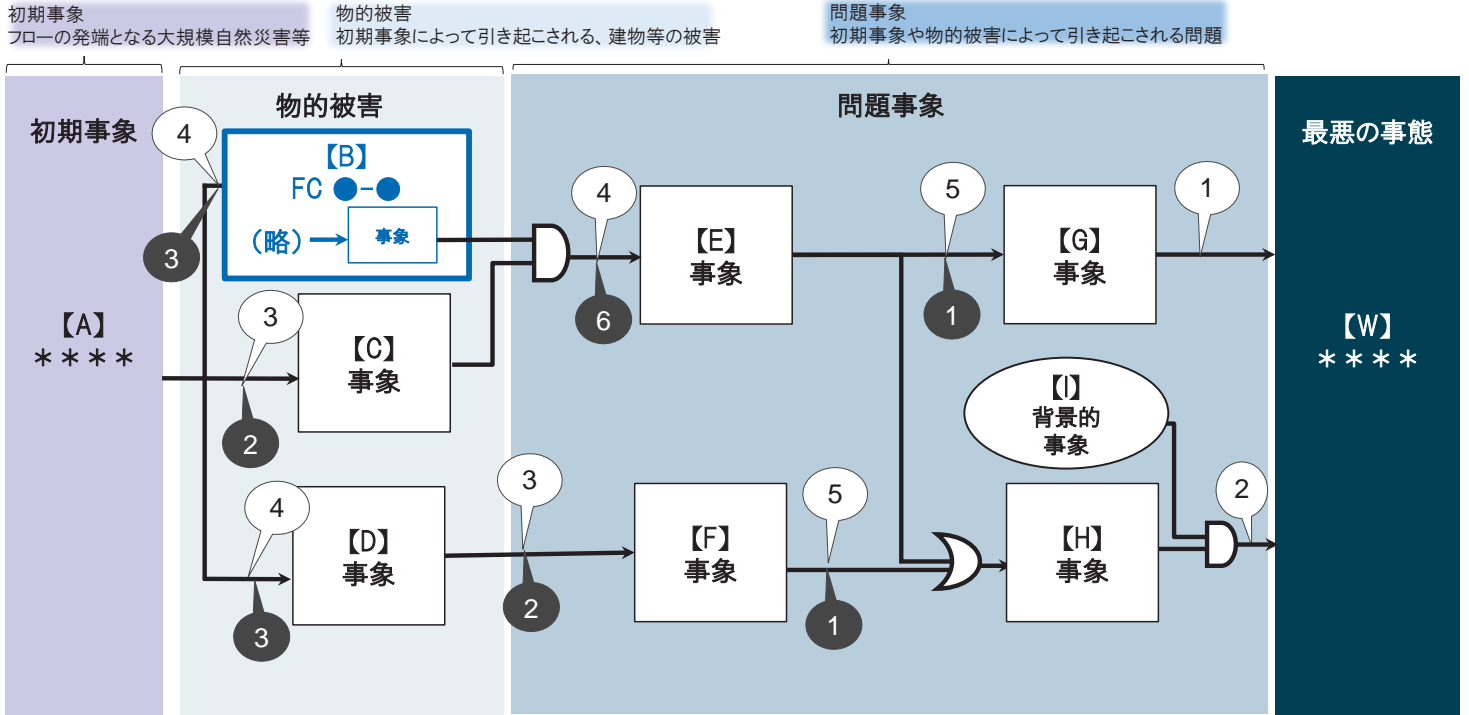 初期事象
フローの発端となる大規模自然災害等
物的被害
初期事象によって引き起こされる、建物等の被害
問題事象
初期事象や物的被害によって引き起こされる問題
初期事象
物的被害
問題事象
最悪の事態
【A】
＊＊＊＊
4
3
【B】
FC ●-●
(略)
事象
3
2
【C】
事象
4
3
【D】
事象
4
6
【E】
事象
3
2
【F】
事象
5
1
【G】
事象
1
【I】
背景的
事象
5
1
【H】
事象
2
【W】
＊＊＊＊